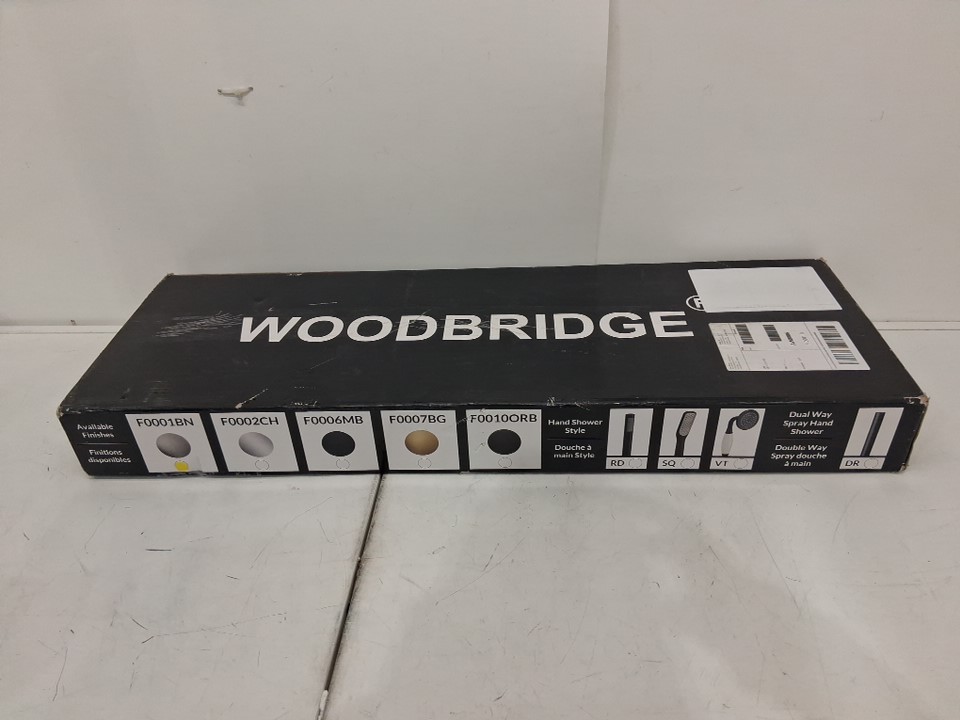 WOODBRIDGE
R
Available
Finishes
Finitions
disponibles
F0001BN
F0002CH
F0006MB
F0007BG
F0010ORB
Hand Shower
Style
Douche à
main Style
RD
SQ
VT
Dual Way
Spray Hand
Shower
Double Way
Spray douche
à main
DR